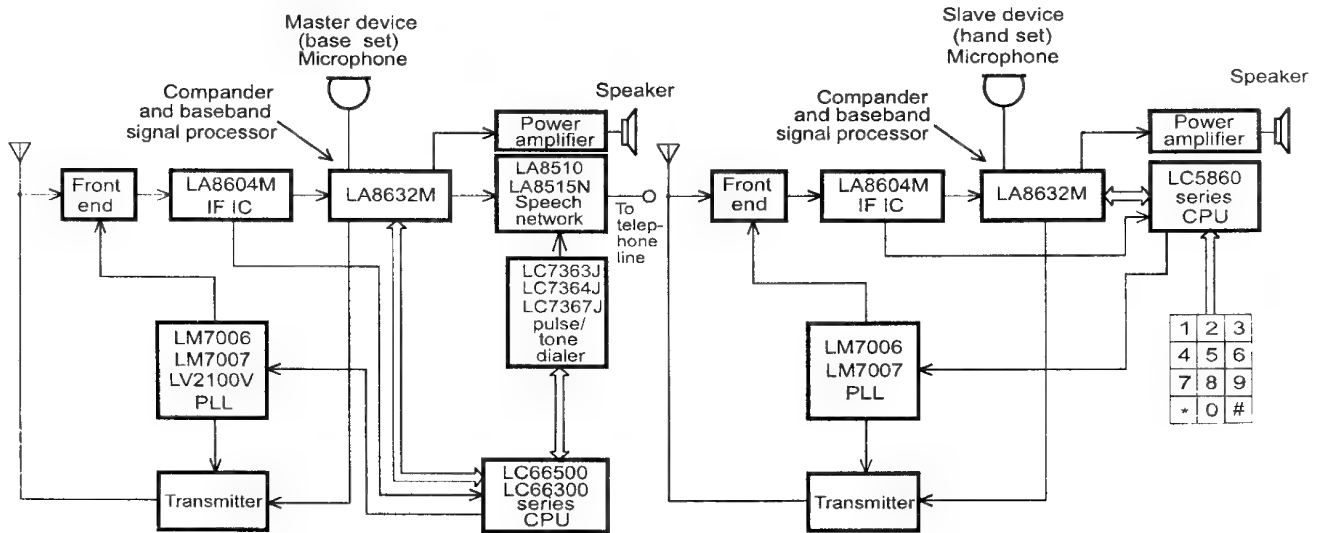 Master device
(base set)
Microphone
Compander
and baseband
signal processor
Speaker
Power
amplifier
Front
end
LA8604M
IF IC
LA8632M
LA8510
LA8515N
Speech
network
To
telep-
hone
line
LC7363J
LC7364J
LC7367J
pulse/
tone
dialer
LM7006
LM7007
LV2100V
PLL
Transmitter
LC66500
LC66300
series
CPU
Slave device
(hand set)
Microphone
Compander
and baseband
signal processor
Speaker
Power
amplifier
Front
end
LA8604M
IF IC
LA8632M
LC5860
series
CPU
LM7006
LM7007
PLL
1 2 3
4 5 6
7 8 9
* 0 #
Transmitter